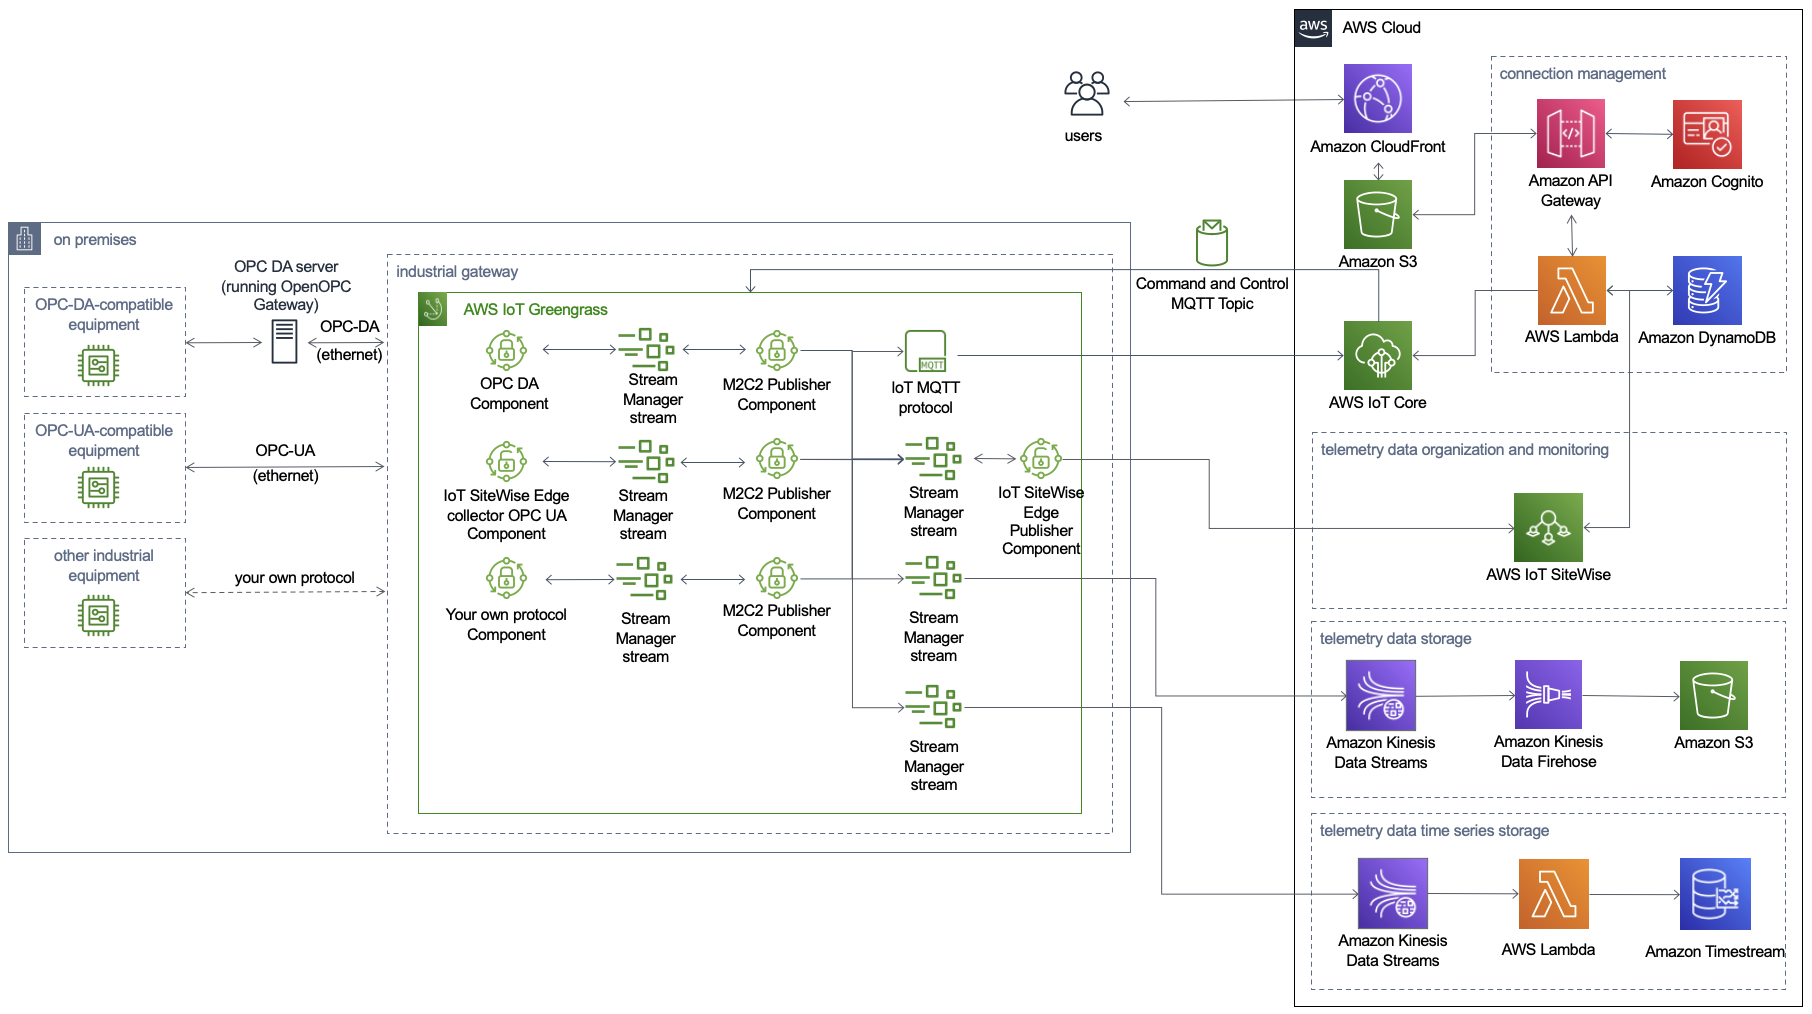 aws
AWS Cloud
users
Amazon CloudFront
Amazon S3
connection management
Amazon API
Gateway
Amazon Cognito
AWS Lambda
Amazon DynamoDB
Command and Control
MQTT Topic
AWS IoT Core
on premises
OPC-DA-compatible
equipment
OPC DA server
(running OpenOPC
Gateway)
OPC-DA
(ethernet)
OPC-UA-compatible
equipment
OPC-UA
(ethernet)
other industrial
equipment
your own protocol
industrial gateway
AWS IoT Greengrass
OPC DA
Component
Stream
Manager
stream
M2C2 Publisher
Component
MQTT
IoT MQTT
protocol
IoT SiteWise Edge
collector OPC UA
Component
Stream
Manager
stream
M2C2 Publisher
Component
Stream
Manager
stream
IoT SiteWise
Edge
Publisher
Component
Your own protocol
Component
Stream
Manager
stream
M2C2 Publisher
Component
Stream
Manager
stream
Stream
Manager
stream
telemetry data organization and monitoring
AWS IoT SiteWise
telemetry data storage
Amazon Kinesis
Data Streams
Amazon Kinesis
Data Firehose
Amazon S3
telemetry data time series storage
Amazon Kinesis
Data Streams
AWS Lambda
Amazon Timestream